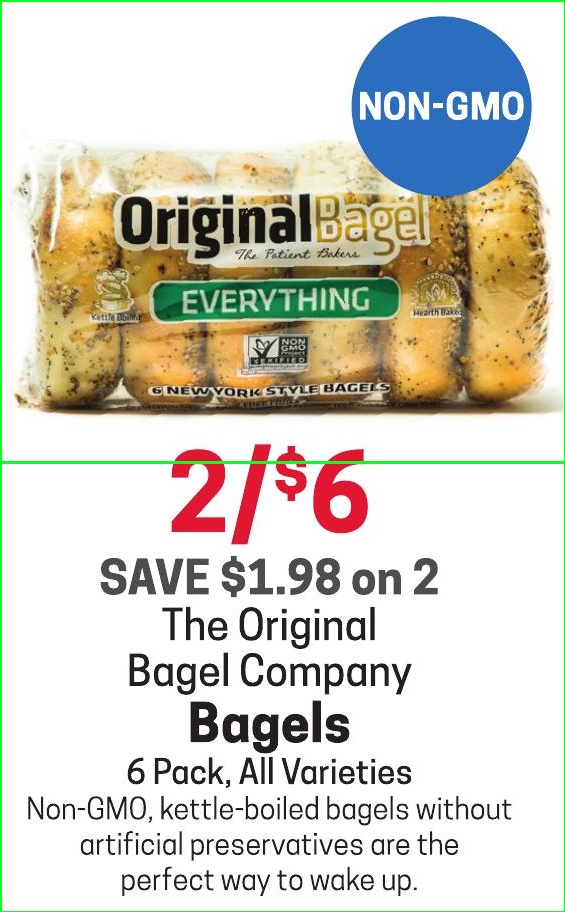 NON-GMO
Original Bagel
The Patient Bakers
EVERYTHING
Kettle Boiled
Hearth Baked
NON
GMO
Project
VERIFIED
6 NEW YORK STYLE BAGELS
2/$6
SAVE $1.98 on 2
The Original
Bagel Company
Bagels
6 Pack, All Varieties
Non-GMO, kettle-boiled bagels without
artificial preservatives are the
perfect way to wake up.